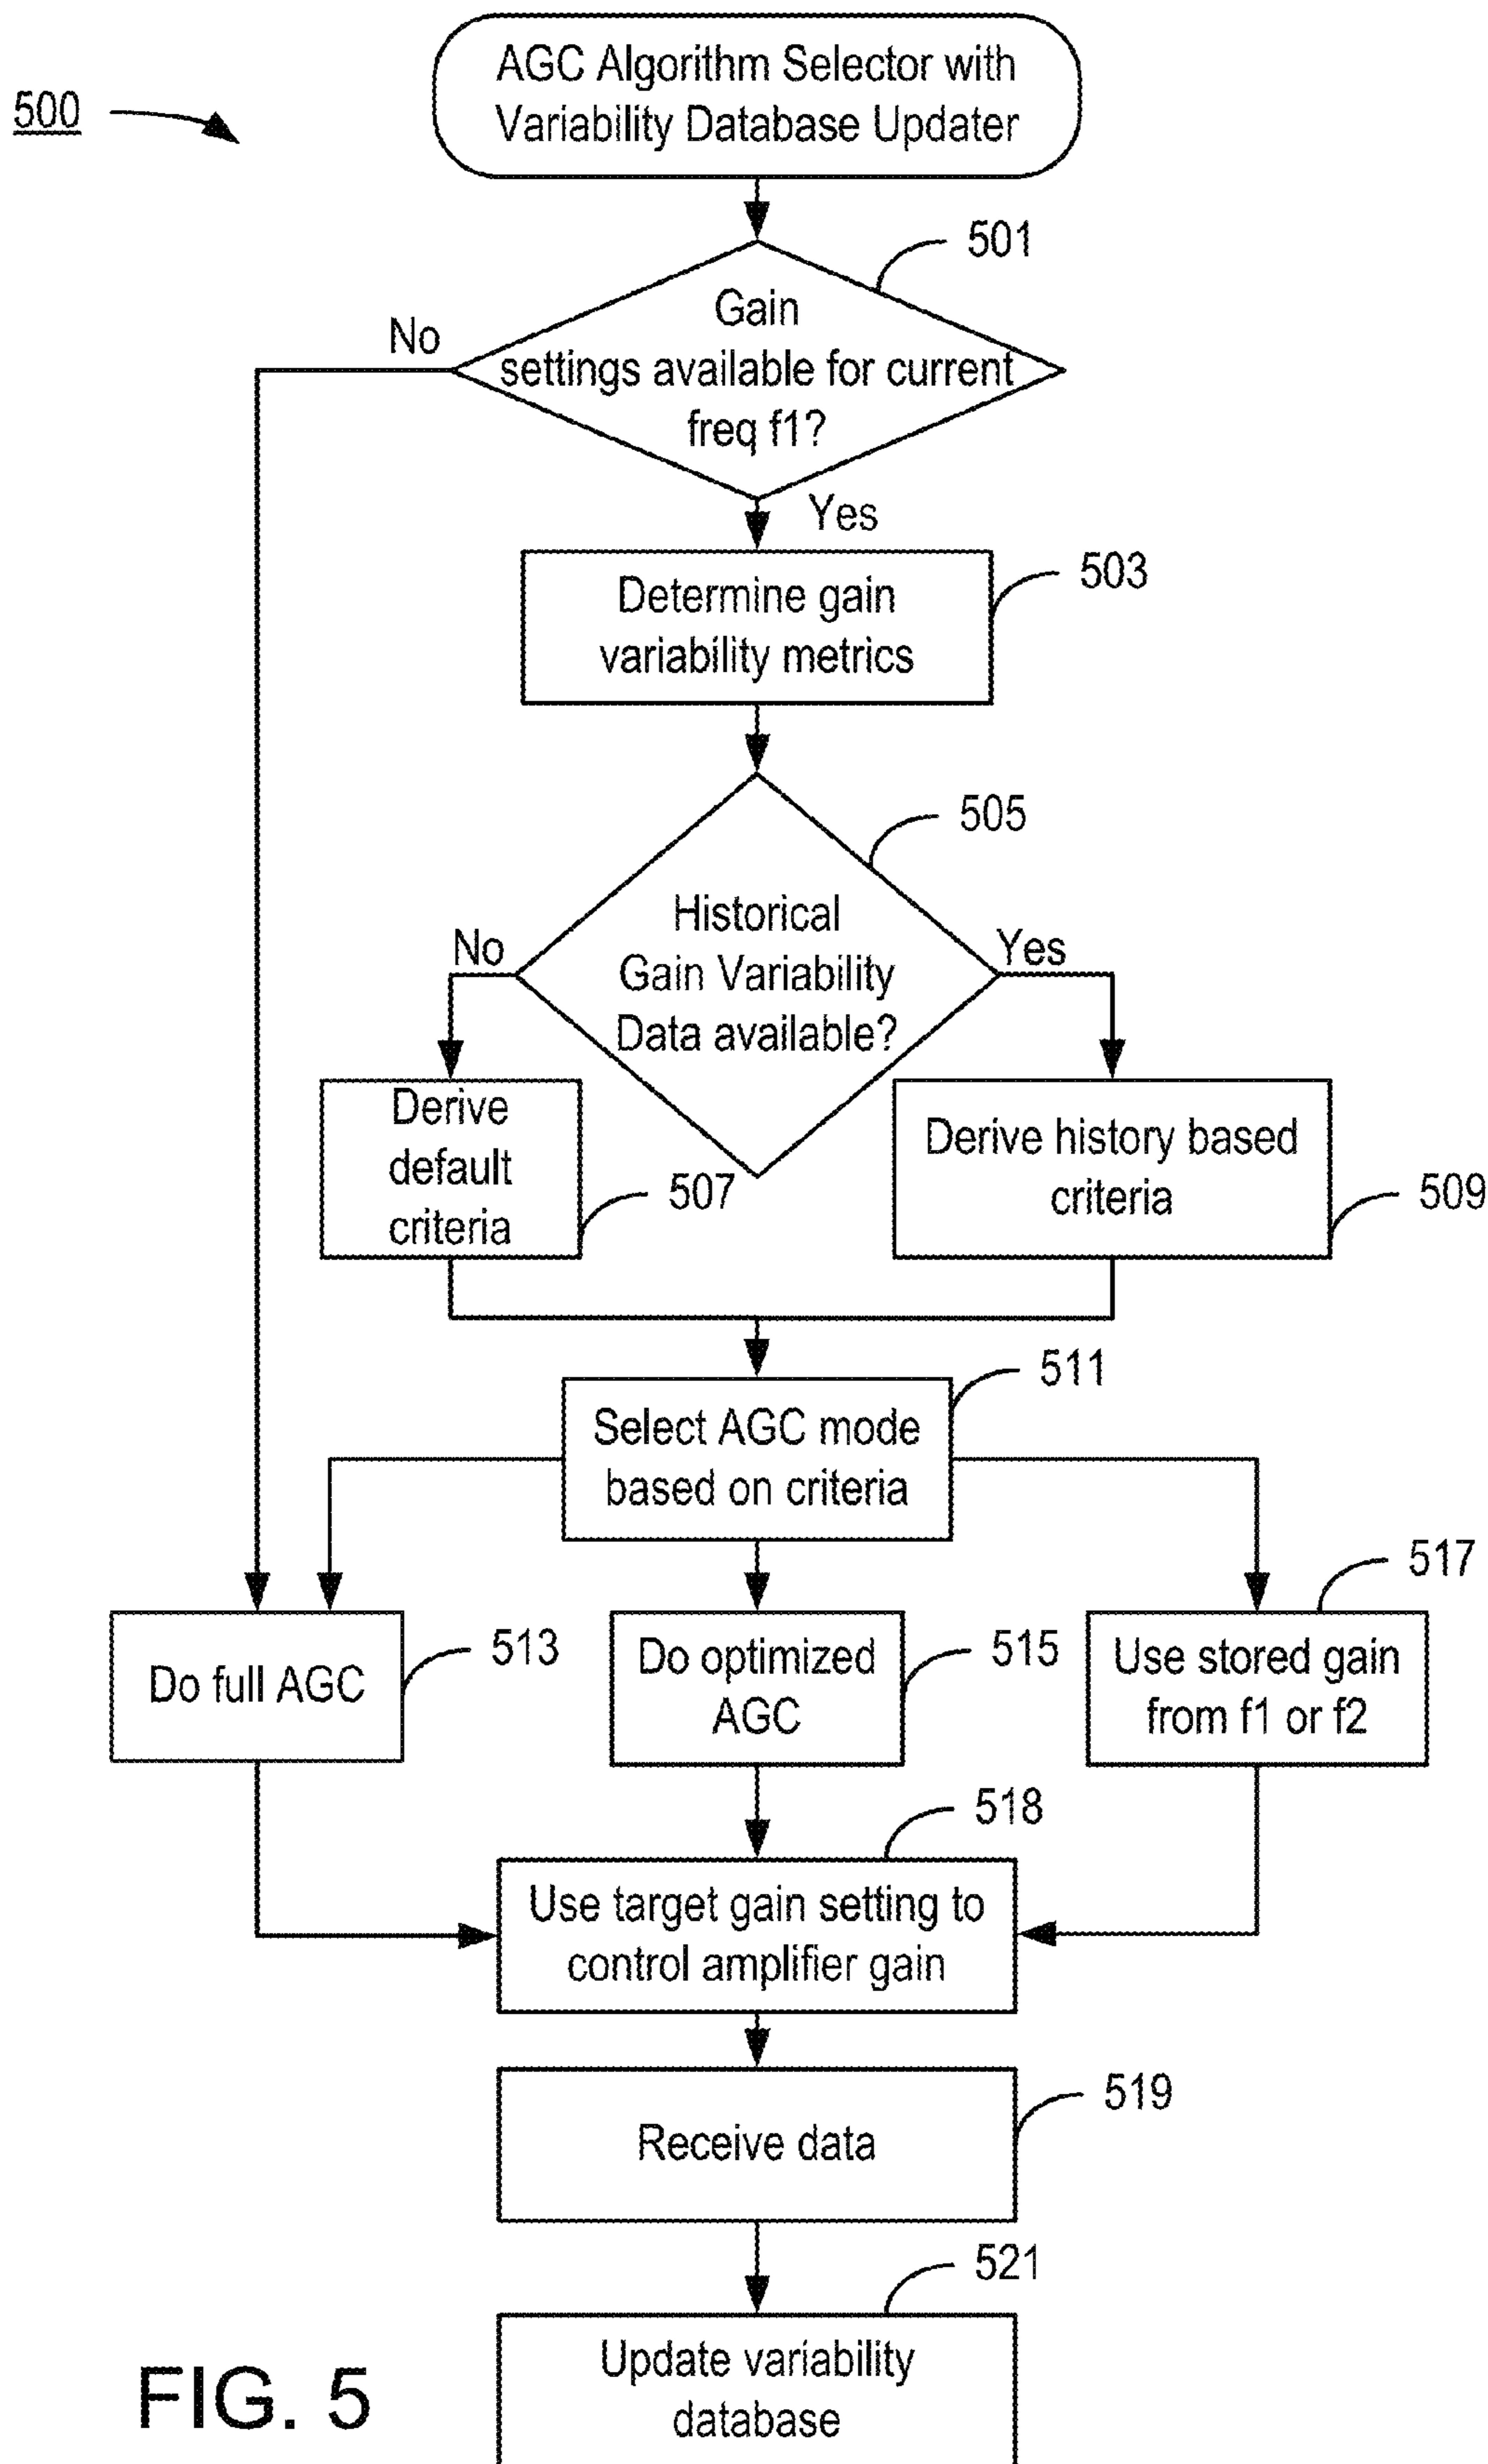 AGC Algorithm Selector with
Variability Database Updater
500
501
Gain
settings available for current
freq f1?
No
Yes
Determine gain
variability metrics
503
505
Historical
Gain Variability
Data available?
No
Yes
Derive
default
criteria
507
Derive history based
criteria
509
511
Select AGC mode
based on criteria
Do full AGC
513
Do optimized
AGC
515
517
Use stored gain
from f1 or f2
518
Use target gain setting to
control amplifier gain
Receive data
519
521
Update variability
database
FIG. 5